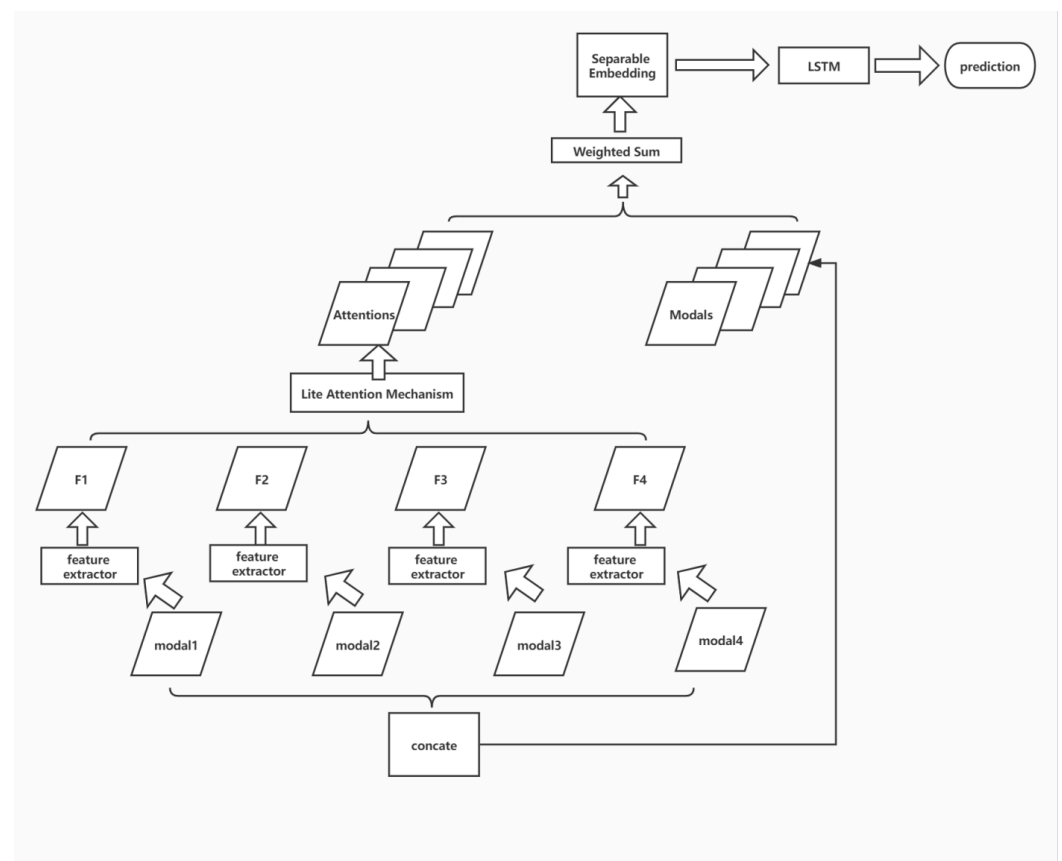 Separable
Embedding
LSTM
prediction
Weighted Sum
Attentions
Modals
Lite Attention Mechanism
F1
F2
F3
F4
feature
extractor
feature
extractor
feature
extractor
feature
extractor
modal1
modal2
modal3
modal4
concate